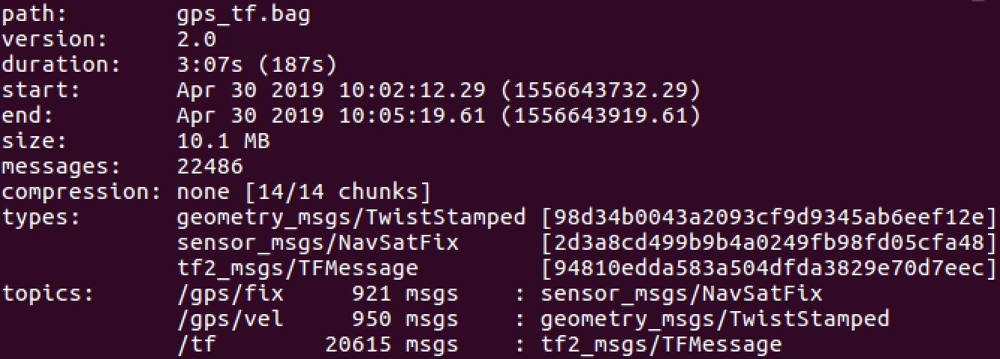 path:        gps_tf.bag
version:     2.0
duration:    3:07s (187s)
start:       Apr 30 2019 10:02:12.29 (1556643732.29)
end:         Apr 30 2019 10:05:19.61 (1556643919.61)
size:        10.1 MB
messages:    22486
compression: none [14/14 chunks]
types:       geometry_msgs/TwistStamped [98d34b0043a2093cf9d9345ab6eef12e]
             sensor_msgs/NavSatFix      [2d3a8cd499b9b4a0249fb98fd05cfa48]
             tf2_msgs/TFMessage         [94810edda583a504dfda3829e70d7eec]
topics:      /gps/fix     921 msgs    : sensor_msgs/NavSatFix
             /gps/vel     950 msgs    : geometry_msgs/TwistStamped
             /tf        20615 msgs    : tf2_msgs/TFMessage